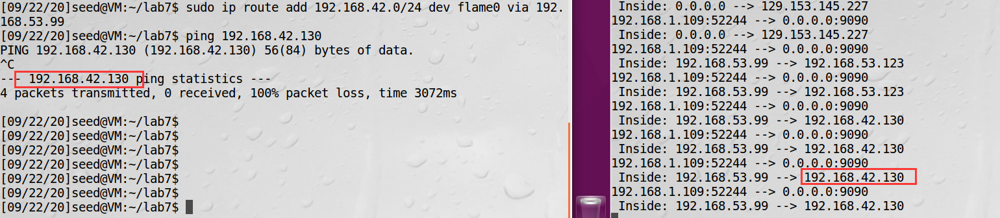 [09/22/20]seed@VM:~/lab7$ sudo ip route add 192.168.42.0/24 dev flame0 via 192.
168.53.99
[09/22/20]seed@VM:~/lab7$ ping 192.168.42.130
PING 192.168.42.130 (192.168.42.130) 56(84) bytes of data.
^C
--- 192.168.42.130 ping statistics ---
4 packets transmitted, 0 received, 100% packet loss, time 3072ms
[09/22/20]seed@VM:~/lab7$
[09/22/20]seed@VM:~/lab7$
[09/22/20]seed@VM:~/lab7$
[09/22/20]seed@VM:~/lab7$
[09/22/20]seed@VM:~/lab7$
[09/22/20]seed@VM:~/lab7$
[09/22/20]seed@VM:~/lab7$
Inside: 0.0.0.0 --> 129.153.145.227
192.168.1.109:52244 --> 0.0.0.0:9090
Inside: 0.0.0.0 --> 129.153.145.227
192.168.1.109:52244 --> 0.0.0.0:9090
Inside: 192.168.53.99 --> 192.168.53.123
192.168.1.109:52244 --> 0.0.0.0:9090
Inside: 192.168.53.99 --> 192.168.53.123
192.168.1.109:52244 --> 0.0.0.0:9090
Inside: 192.168.53.99 --> 192.168.42.130
192.168.1.109:52244 --> 0.0.0.0:9090
Inside: 192.168.53.99 --> 192.168.42.130
192.168.1.109:52244 --> 0.0.0.0:9090
Inside: 192.168.53.99 --> 192.168.42.130
192.168.1.109:52244 --> 0.0.0.0:9090
Inside: 192.168.53.99 --> 192.168.42.130